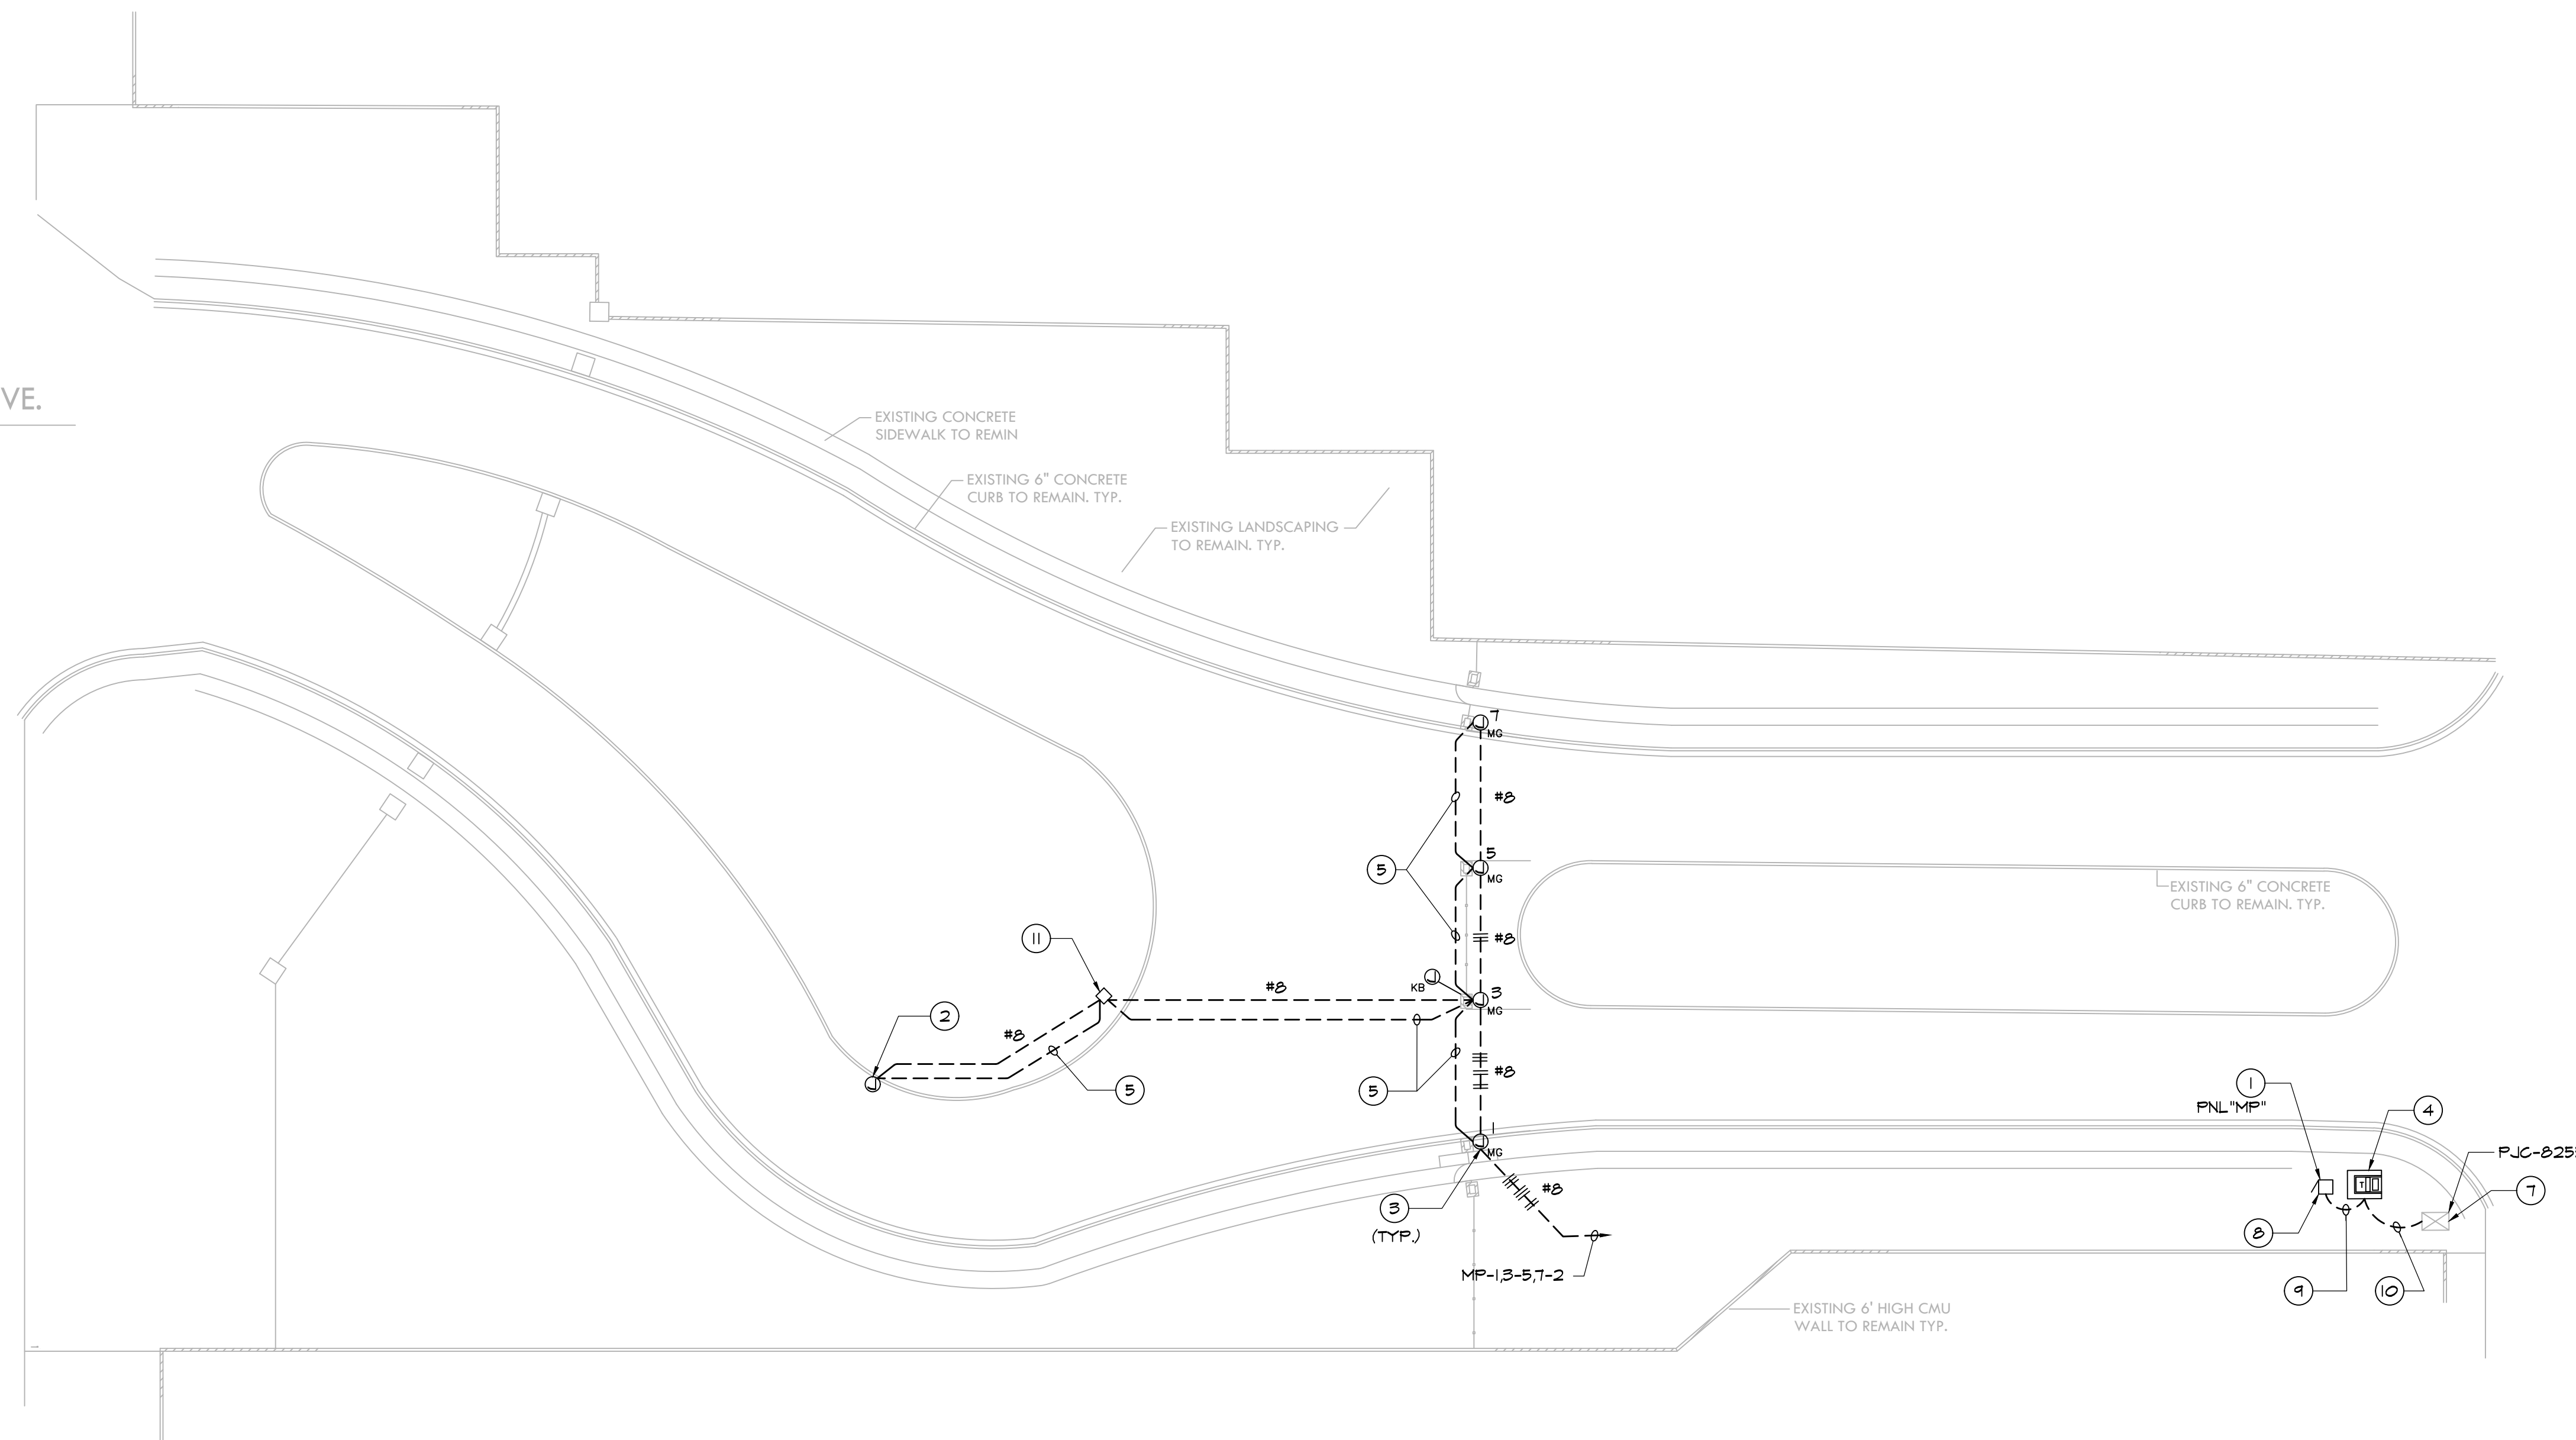 VE.
EXISTING CONCRETE
SIDEWALK TO REMIN
EXISTING 6" CONCRETE
CURB TO REMAIN. TYP.
EXISTING LANDSCAPING
TO REMAIN. TYP.
7
MG
#8
5
5
MG
EXISTING 6" CONCRETE
CURB TO REMAIN. TYP.
11
#8
J
KB
3
MG
#8
2
#8
5
5
#8
J
1
MG
1
PNL "MP"
4
PJC-825
7
#8
3
(TYP.)
8
MP-1,3-5,7-2
9
10
EXISTING 6' HIGH CMU
WALL TO REMAIN TYP.